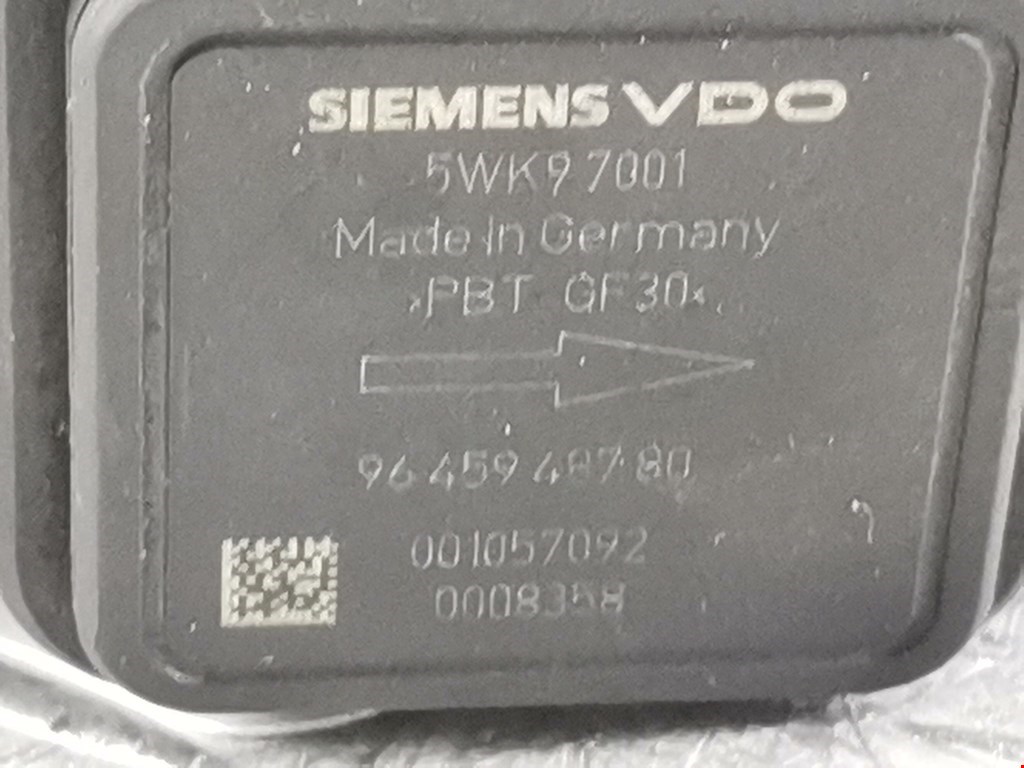 SIEMENS VDO
5WK9 7001
Made in Germany
>PBT GF30<
96 459 487 80
001057092
0008358